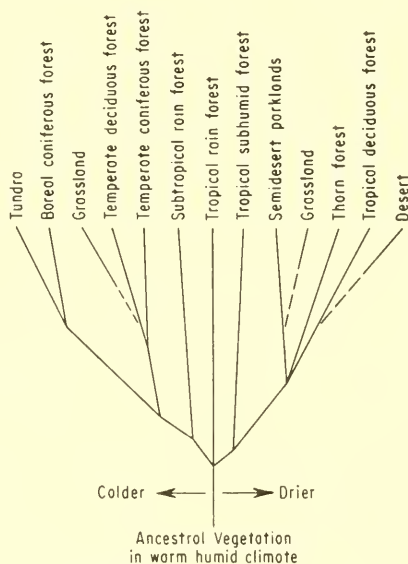 Tundra
Boreal coniferous forest
Grassland
Temperate deciduous forest
Temperate coniferous forest
Subtropical rain forest
Tropical rain forest
Tropical subhumid forest
Semidesert parklands
Grassland
Thorn forest
Tropical deciduous forest
Desert
Colder
Drier
Ancestral Vegetation
in warm humid climate